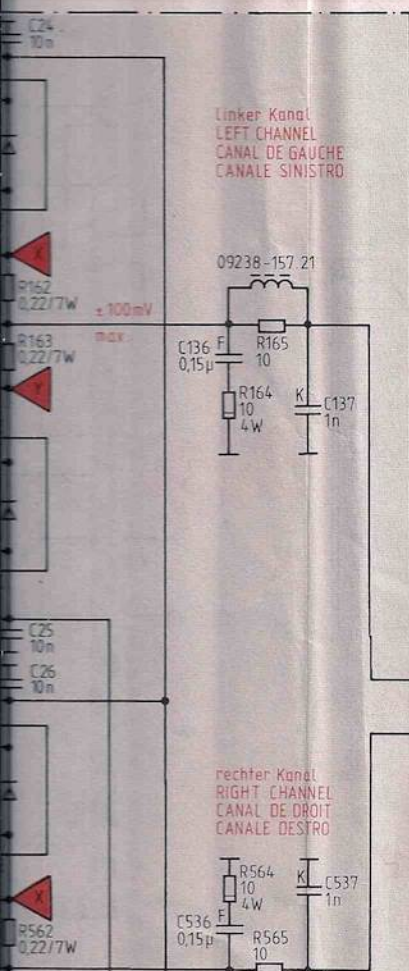 C24
10n
linker Kanal
LEFT CHANNEL
CANAL DE GAUCHE
CANALE SINISTRO
X
09238-157.21
R162
0,22/7W
± 100mV
max.
R163
0,22/7W
Y
C136 F
0,15µ
R165
10
R164
10
4W
K C137
1n
C25
10n
C26
10n
rechter Kanal
RIGHT CHANNEL
CANAL DE DROIT
CANALE DESTRO
X
R564
10
4W
K C537
1n
R562
0,22/7W
C536 F
0,15µ
R565
10